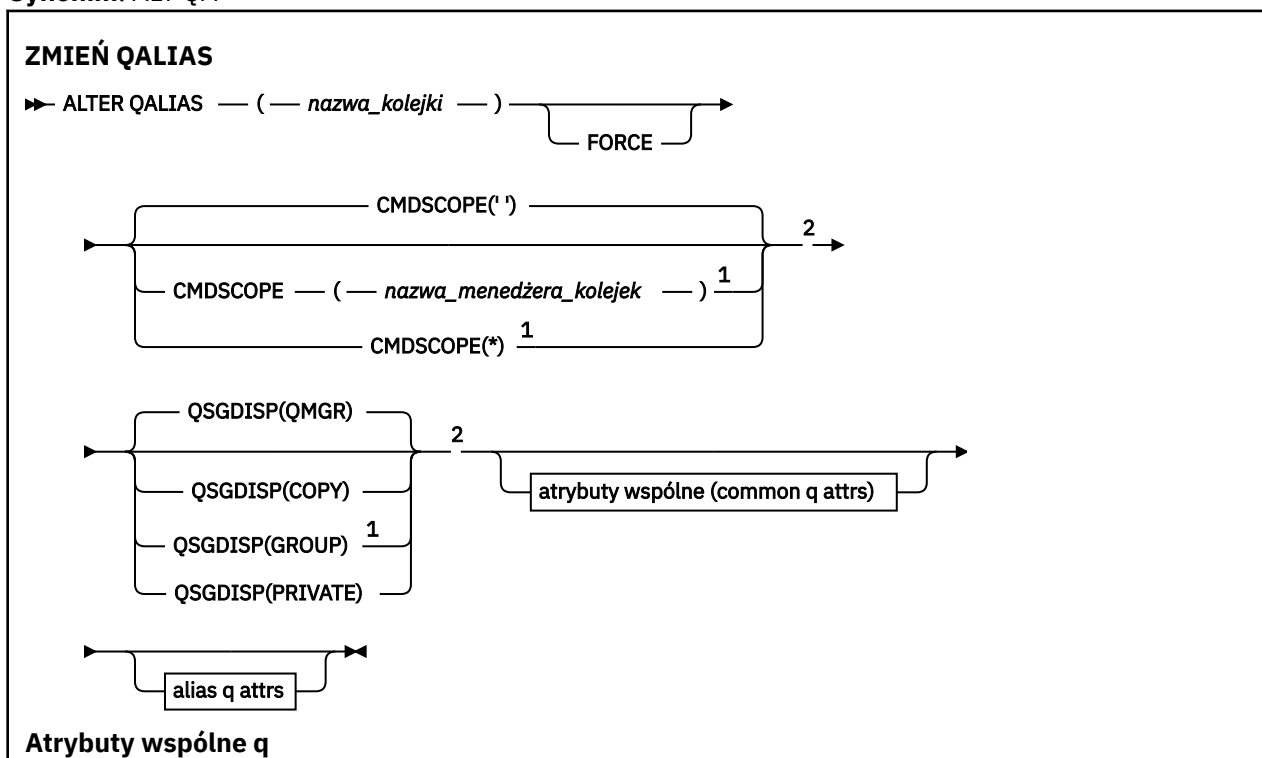 ZMIEŃ QALIAS
ALTER QALIAS ( nazwa_kolejki )
FORCE
CMDSCOPE(' ')
2
CMDSCOPE ( nazwa_menedżera_kolejek ) 1
CMDSCOPE(*) 1
QSGDISP(QMGR)
2
QSGDISP(COPY)
atrybuty wspólne (common q attrs)
QSGDISP(GROUP) 1
QSGDISP(PRIVATE)
alias q attrs
Atrybuty wspólne q